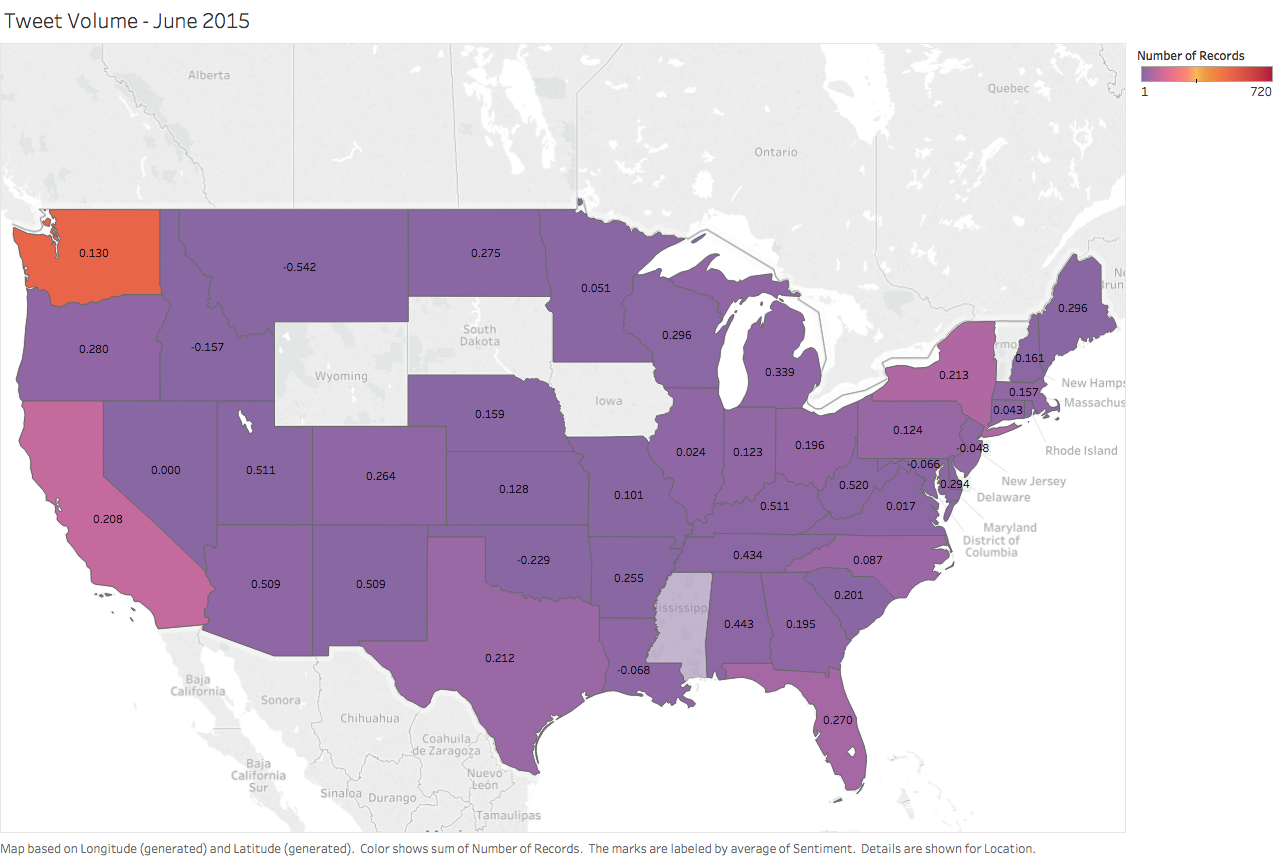 Tweet Volume - June 2015
Number of Records
1
720
Alberta
Quebec
Ontario
0.130
-0.542
0.275
0.051
0.296
0.296
South
Dakota
0.280
-0.157
Wyoming
0.339
0.213
0.161
New Hamps
0.157
Massachus
0.043
Iowa
0.159
0.124
-0.048
Rhode Island
0.000
0.511
0.264
0.024
0.123
0.196
-0.066
0.294
New Jersey
Delaware
0.128
0.101
0.520
0.511
0.017
Maryland
District of
Columbia
0.208
0.434
0.087
-0.229
0.255
0.509
0.509
0.201
ississipp
0.443
0.195
0.212
-0.068
0.270
Baja
California
Sonora
Chihuahua
Coahuila
de Zaragoza
Baja
California
Sur
Nuevo
León
Sinaloa
Durango
Tamaulipas
Map based on Longitude (generated) and Latitude (generated).  Color shows sum of Number of Records.  The marks are labeled by average of Sentiment.  Details are shown for Location.